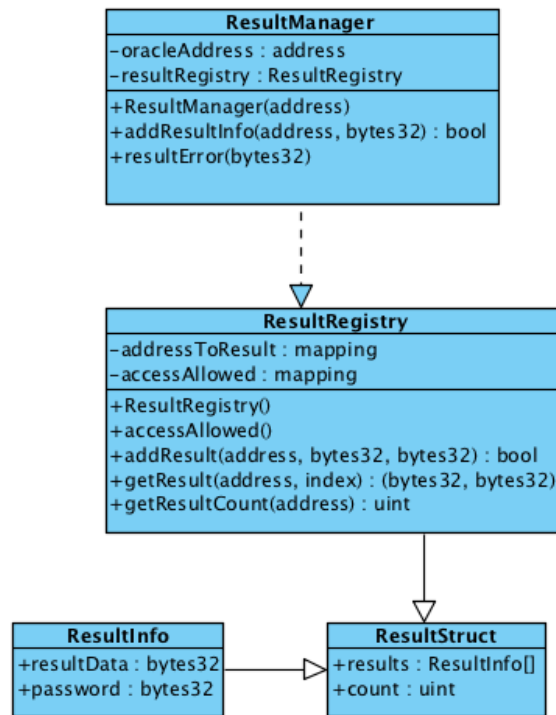 ResultManager
-oracleAddress : address
-resultRegistry : ResultRegistry
+ResultManager(address)
+addResultInfo(address, bytes32) : bool
+resultError(bytes32)
ResultRegistry
-addressToResult : mapping
-accessAllowed : mapping
+ResultRegistry()
+accessAllowed()
+addResult(address, bytes32, bytes32) : bool
+getResult(address, index) : (bytes32, bytes32)
+getResultCount(address) : uint
ResultInfo
+resultData : bytes32
+password : bytes32
ResultStruct
+results : ResultInfo[]
+count : uint